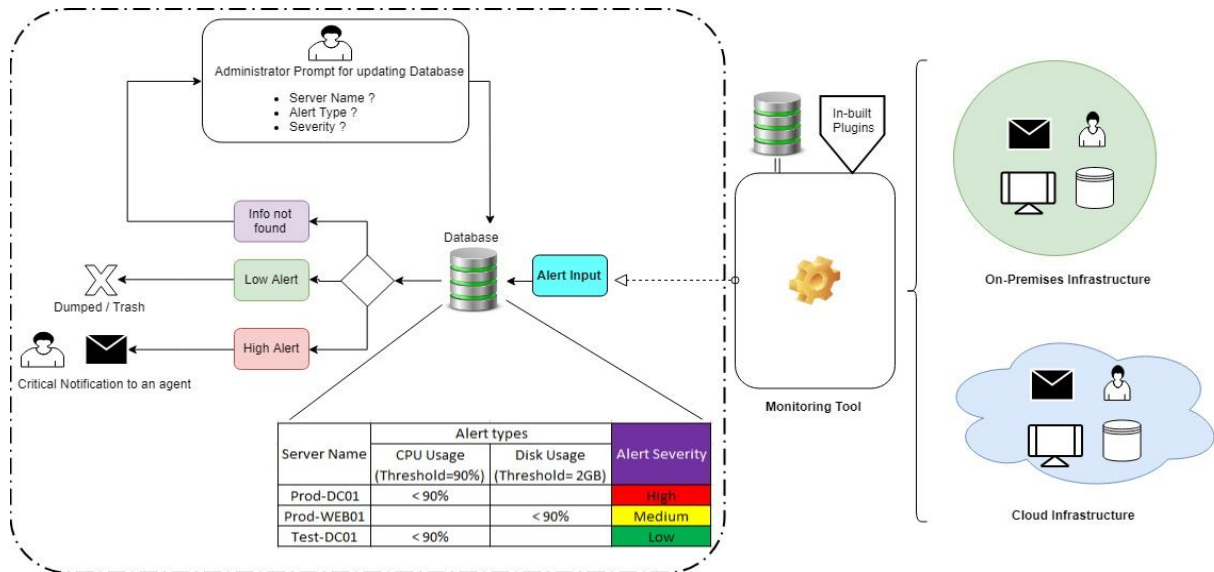 Administrator Prompt for updating Database
Server Name ?
Alert Type ?
Severity ?
In-built
Plugins
Info not
found
Database
Low Alert
Alert Input
Dumped / Trash
High Alert
Critical Notification to an agent
Monitoring Tool
On-Premises Infrastructure
Cloud Infrastructure
Server Name
Alert types
Alert Severity
CPU Usage
(Threshold=90%)
Disk Usage
(Threshold= 2GB)
Prod-DC01 < 90% High
Prod-WEB01 < 90% Medium
Test-DC01 < 90% Low